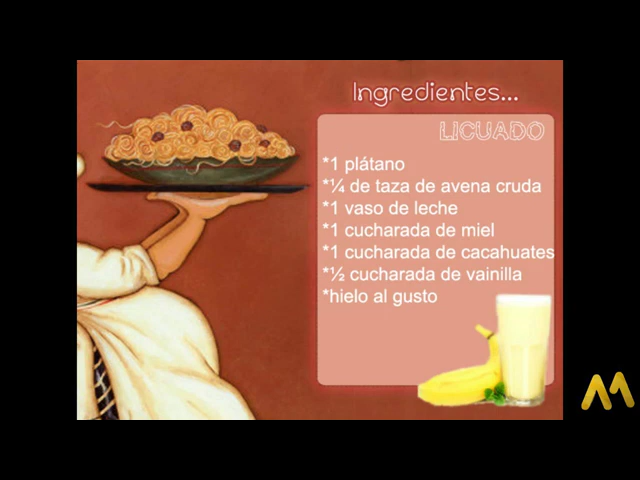 Ingredientes...
LICUADO
*1 plátano
*¼ de taza de avena cruda
*1 vaso de leche
*1 cucharada de miel
*1 cucharada de cacahuates
*½ cucharada de vainilla
*hielo al gusto